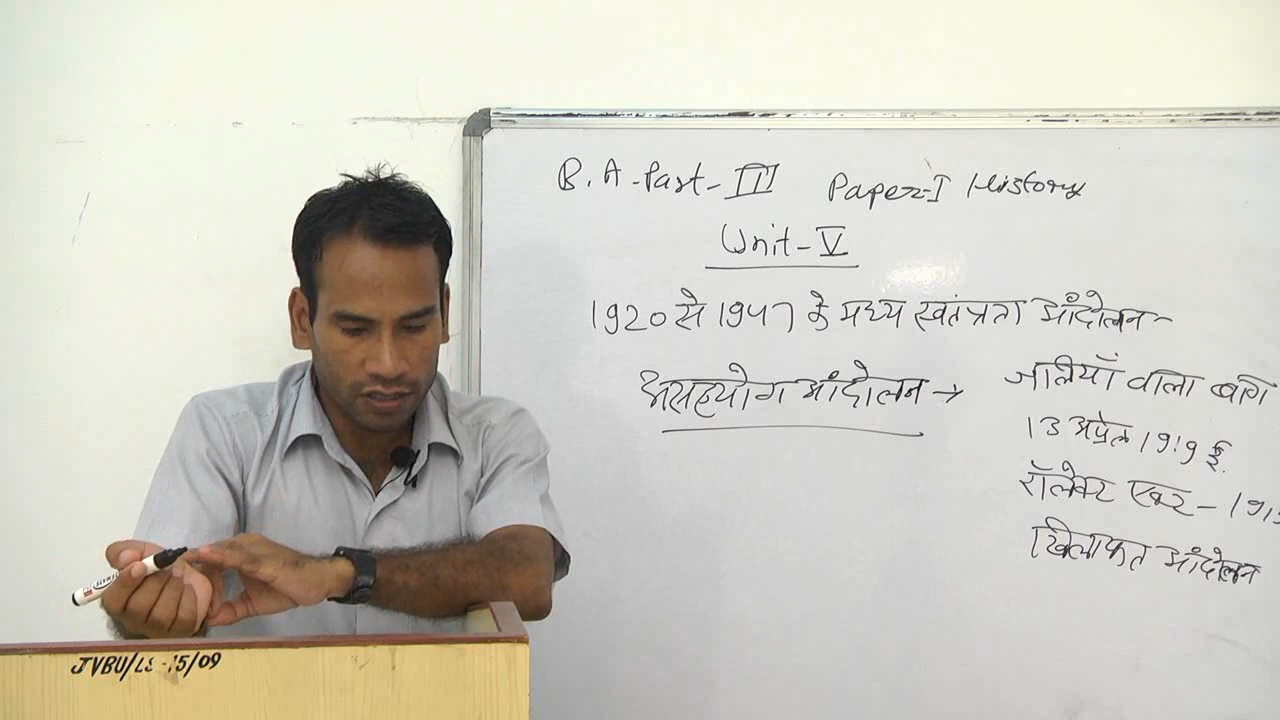 B.A-Part-III Paper-I History
Unit-V
1920 से 1947 के मध्य स्वतंत्रता आंदोलन-
असहयोग आंदोलन →
जालियाँ वाला बाग
13 अप्रेल 1919 ई.
रॉलेक्ट एक्ट -
खिलाफत आंदोलन
JVBU/LS-15/09